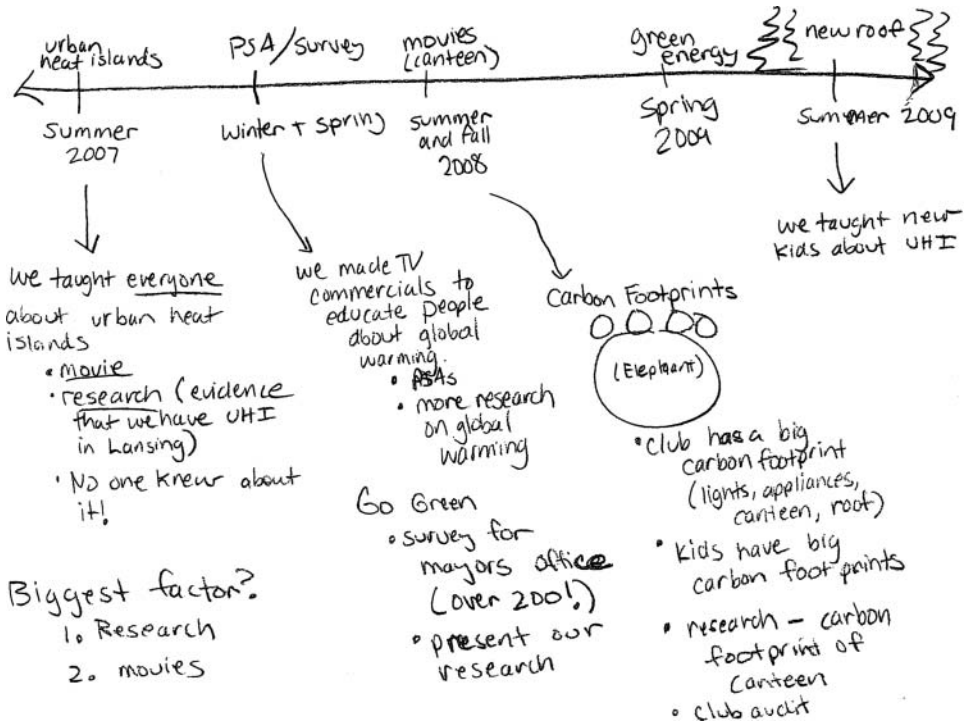 urban
heat islands
PSA/survey
movies
(canteen)
green
energy
new roof
summer
2007
winter + spring
summer
and fall
2008
spring
2009
summer 2009
we taught everyone
about urban heat
islands
• movie
• research (evidence
that we have UHI
in Lansing)
• No one knew about
it!
Biggest factor?
1. Research
2. movies
we made TV
commercials to
educate people
about global
warming.
• PSAs
• more research
on global
warming
Go Green
• survey for
mayors office
(over 200!)
• present our
research
Carbon Footprints
(Elephant)
• club has a big
carbon footprint
(lights, appliances,
canteen, roof)
• kids have big
carbon foot prints
• research - carbon
footprint of
canteen
• club audit
we taught new
kids about UHI